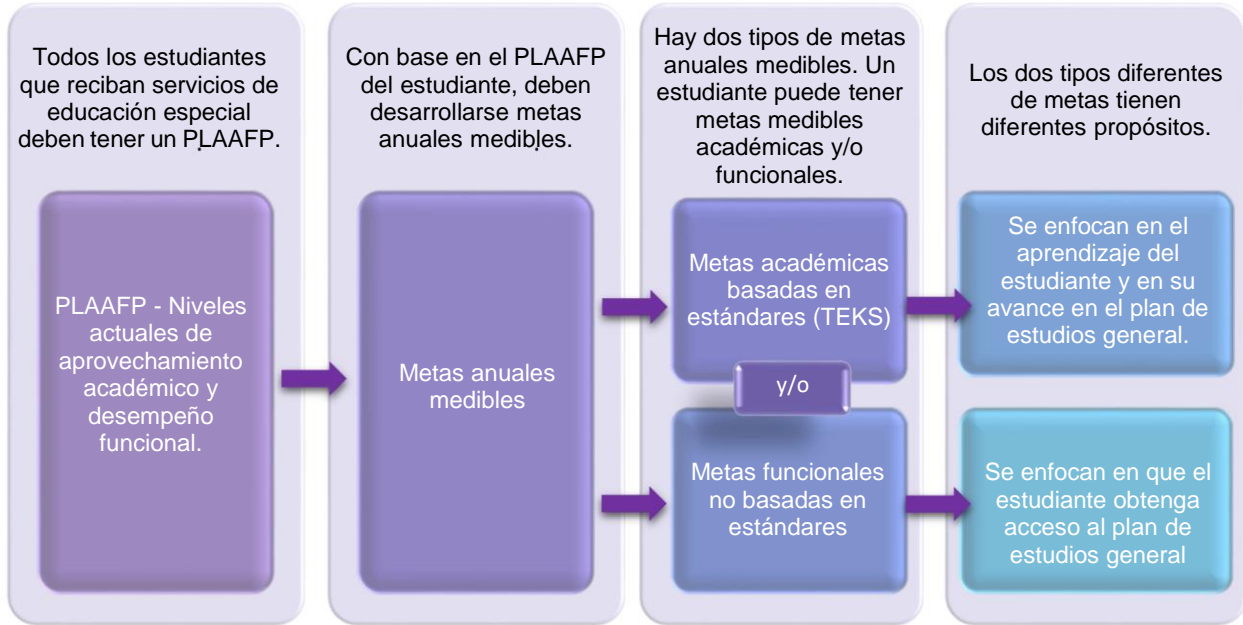 Todos los estudiantes
que reciban servicios de
educación especial
deben tener un PLAAFP.
PLAAFP - Niveles
actuales de
aprovechamiento
académico y
desempeño
funcional.
Con base en el PLAAFP
del estudiante, deben
desarrollarse metas
anuales medibles.
Metas anuales
medibles
Hay dos tipos de metas
anuales medibles. Un
estudiante puede tener
metas medibles
académicas y/o
funcionales.
Metas académicas
basadas en
estándares (TEKS)
y/o
Metas funcionales
no basadas en
estándares
Los dos tipos diferentes
de metas tienen
diferentes propósitos.
Se enfocan en el
aprendizaje del
estudiante y en su
avance en el plan de
estudios general.
Se enfocan en que el
estudiante obtenga
acceso al plan de
estudios general